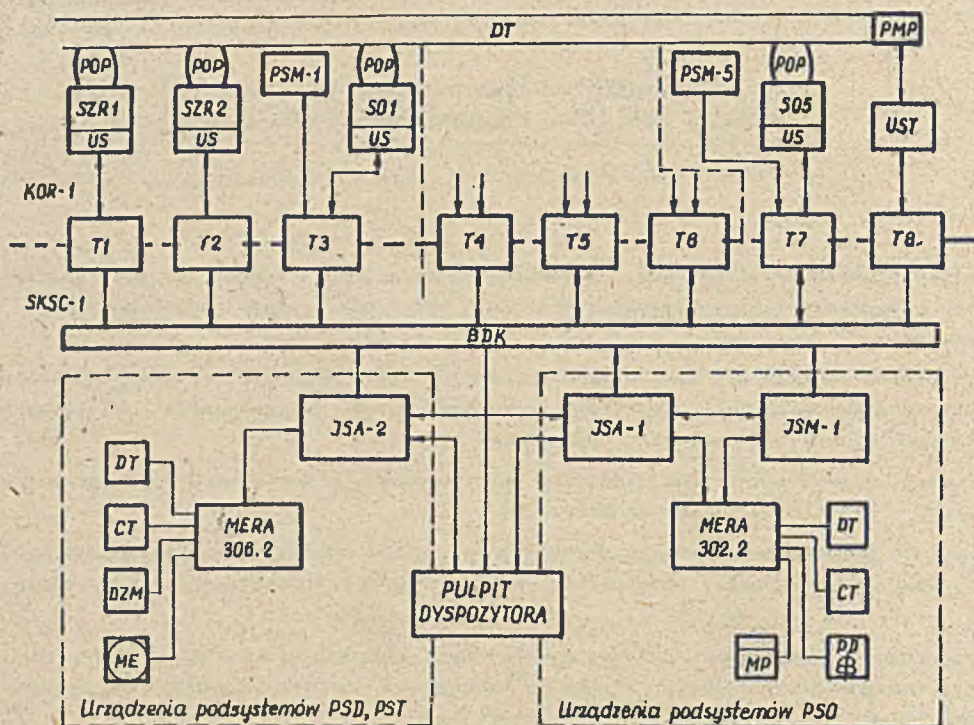 DT
PMP
POP
POP
PSM-1
POP
PSM-5
POP
SZR1
US
SZR2
US
SO1
US
SO5
US
UST
KOR-1
T1
T2
T3
T4
T5
T6
T7
T8
SKSC-1
BDK
JSA-2
JSA-1
JSM-1
DT
CT
DZM
ME
MERA
306.2
MERA
302.2
DT
CT
PD
MP
PULPIT
DYSPOZYTORA
Urządzenia podsystemów PSD, PST
Urządzenia podsystemów PSO